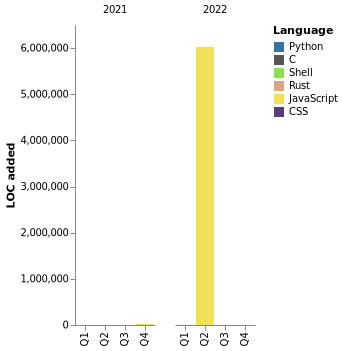 2021 2022
Language
Python
C
Shell
Rust
JavaScript
CSS
LOC added
6,000,000
5,000,000
4,000,000
3,000,000
2,000,000
1,000,000
0
Q1 Q2 Q3 Q4 Q1 Q2 Q3 Q4